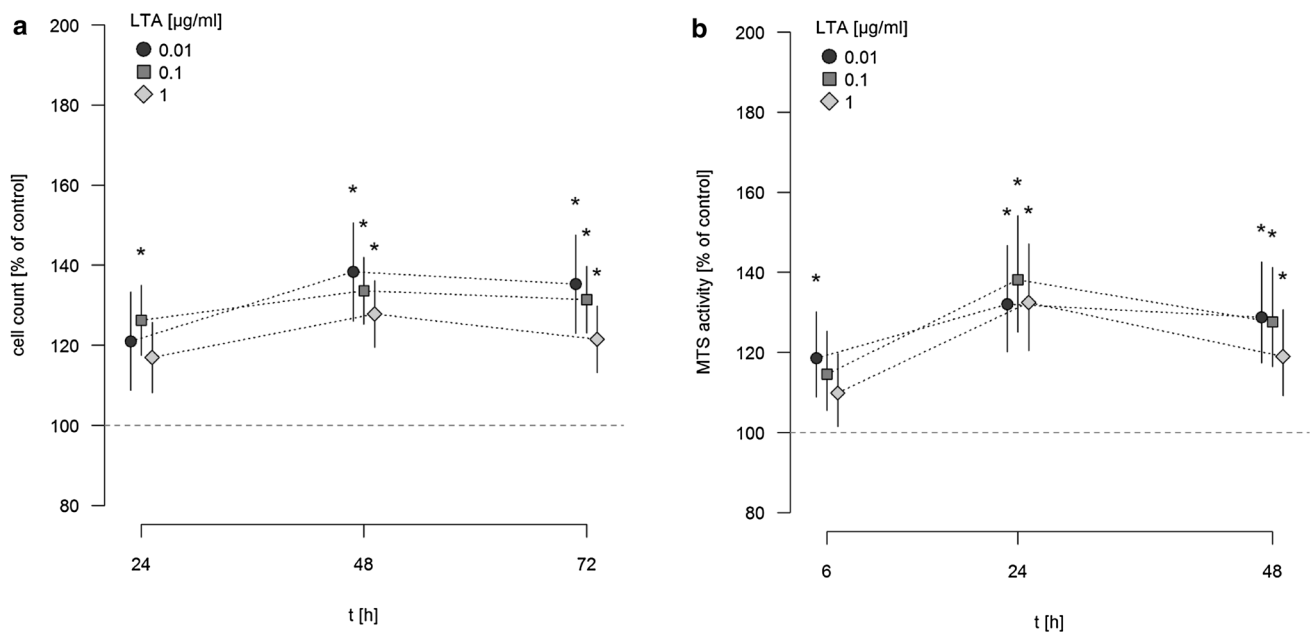 a
LTA [µg/ml]
0.01
0.1
1
cell count [% of control]
200
180
160
140
120
100
80
* * * * * * *
24 48 72
t [h]
b
LTA [µg/ml]
0.01
0.1
1
MTS activity [% of control]
200
180
160
140
120
100
80
* * * * * * *
6 24 48
t [h]